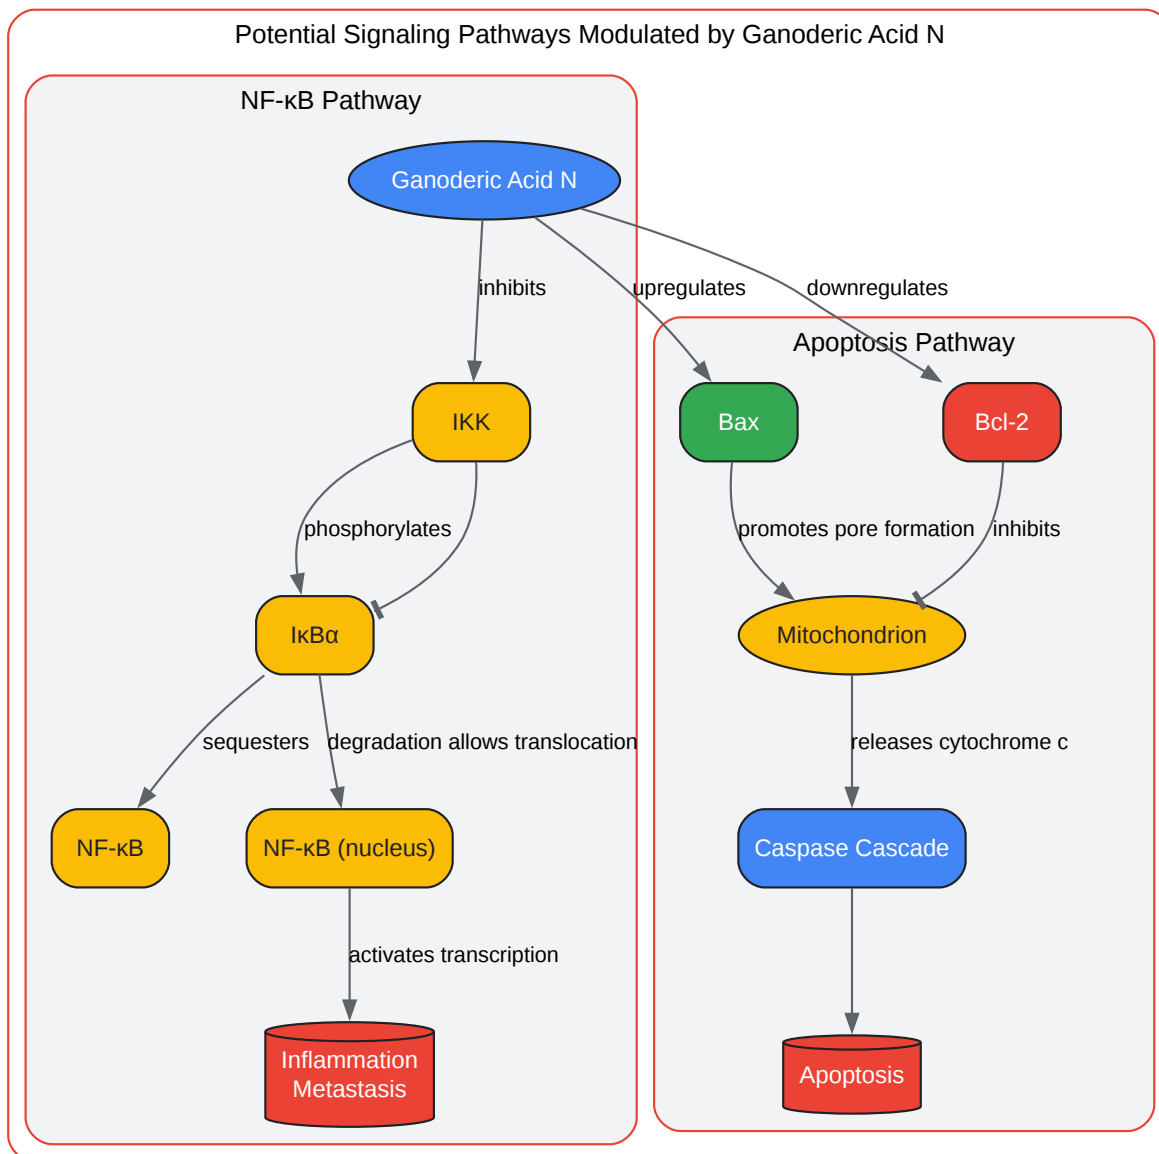 Potential Signaling Pathways Modulated by Ganoderic Acid N
NF-κB Pathway
Ganoderic Acid N
inhibits
upregulates
downregulates
Apoptosis Pathway
IKK
Bax
Bcl-2
phosphorylates
promotes pore formation
inhibits
IκBα
Mitochondrion
sequesters
degradation allows translocation
releases cytochrome c
NF-κB
NF-κB (nucleus)
Caspase Cascade
activates transcription
Inflammation
Metastasis
Apoptosis